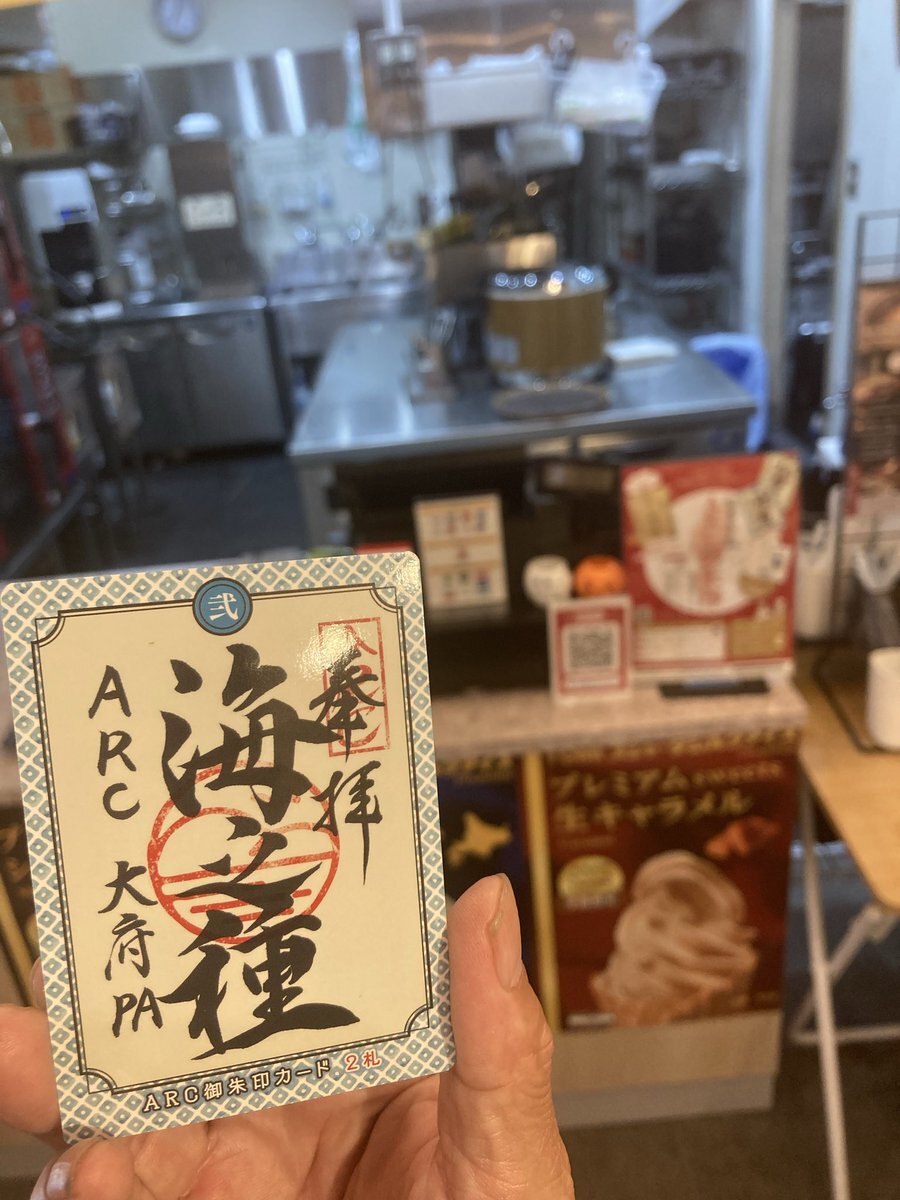 弐
奉拝
海之種
ARC 大府PA
ARC御朱印カード 2札
プレミアム
生キャラメル